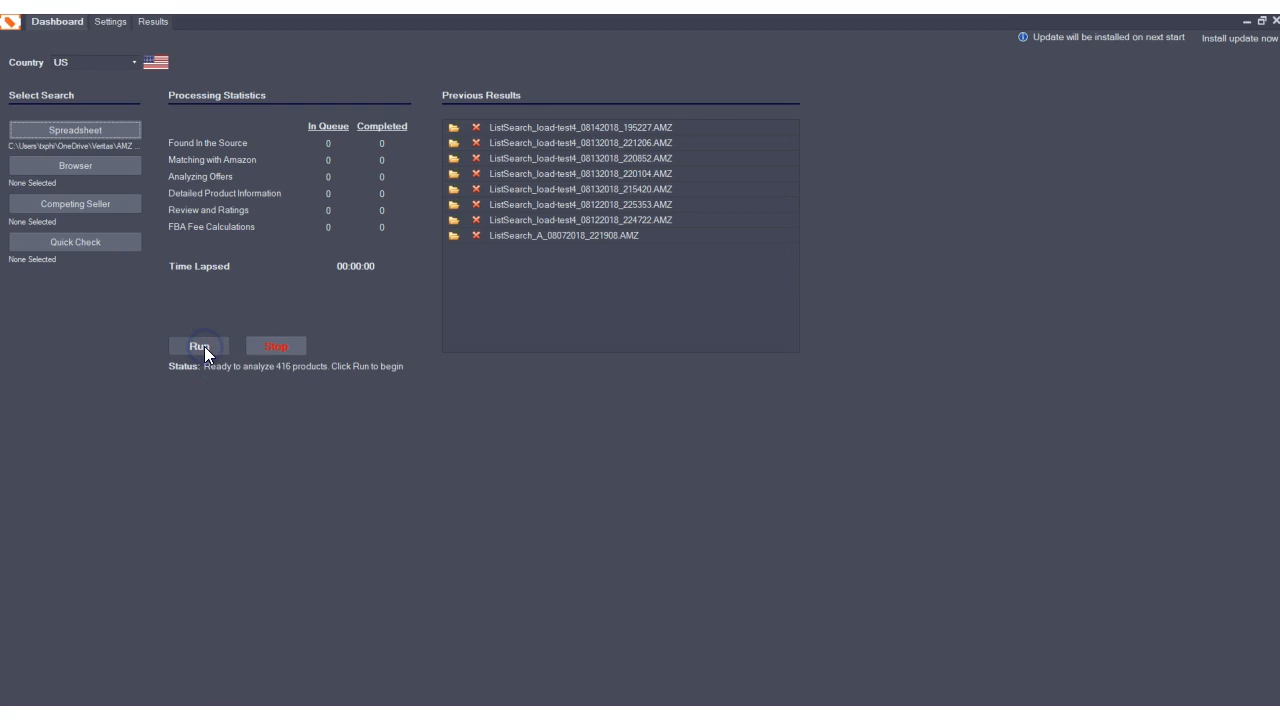 Dashboard Settings Results
Update will be installed on next start Install update now
Country US
Select Search
Spreadsheet
C:\Users\txphi\OneDrive\Veritas\AMZ ...
Browser
None Selected
Competing Seller
None Selected
Quick Check
None Selected
Processing Statistics
In Queue Completed
Found In the Source 0 0
Matching with Amazon 0 0
Analyzing Offers 0 0
Detailed Product Information 0 0
Review and Ratings 0 0
FBA Fee Calculations 0 0
Time Lapsed 00:00:00
Run Stop
Status: Ready to analyze 416 products. Click Run to begin
Previous Results
ListSearch_load-test4_08142018_195227.AMZ
ListSearch_load-test4_08132018_221206.AMZ
ListSearch_load-test4_08132018_220852.AMZ
ListSearch_load-test4_08132018_220104.AMZ
ListSearch_load-test4_08132018_215420.AMZ
ListSearch_load-test4_08122018_225353.AMZ
ListSearch_load-test4_08122018_224722.AMZ
ListSearch_A_08072018_221908.AMZ